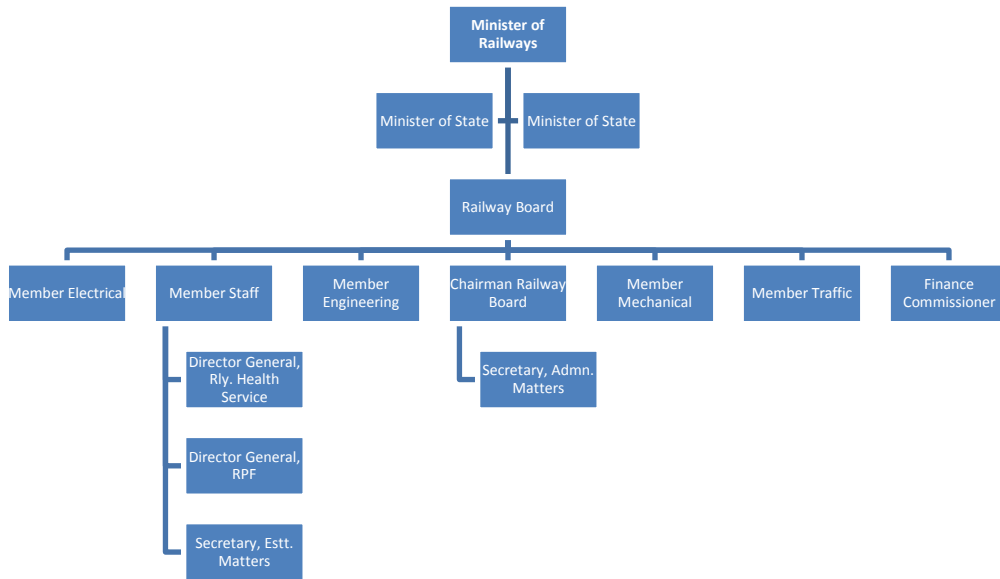 Minister of
Railways
Minister of State
Minister of State
Railway Board
Member Electrical
Member Staff
Member
Engineering
Chairman Railway
Board
Member
Mechanical
Member Traffic
Finance
Commissioner
Director General,
Rly. Health
Service
Secretary, Admn.
Matters
Director General,
RPF
Secretary, Estt.
Matters